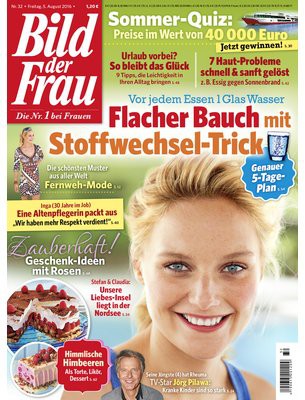 Nr. 32 • Freitag, 5. August 2016 •
1,20 €
Bild
der
Frau
Die Nr. 1 bei Frauen
Sommer-Quiz:
Preise im Wert von 40 000 Euro
Jetzt gewinnen!
Urlaub vorbei?
So bleibt das Glück
9 Tipps, die Leichtigkeit in
Ihren Alltag bringen
7 Haut-Probleme
schnell & sanft gelöst
z. B. Essig gegen Sonnenbrand
Vor jedem Essen 1 Glas Wasser
Flacher Bauch mit
Stoffwechsel-Trick
Genauer
5-Tage-
Plan
Die schönsten Muster
aus aller Welt
Fernweh-Mode
Inga (30 Jahre im Job)
Eine Altenpflegerin packt aus
„Wir haben mehr Respekt verdient!“
Zauberhaft!
Geschenk-Ideen
mit Rosen
Stefan & Claudia:
Unsere
Liebes-Insel
liegt in der
Nordsee
Himmlische
Himbeeren
Als Torte, Likör,
Dessert
Seine Jüngste (4) hat Rheuma
TV-Star Jörg Pilawa:
Kranke Kinder sind so stark